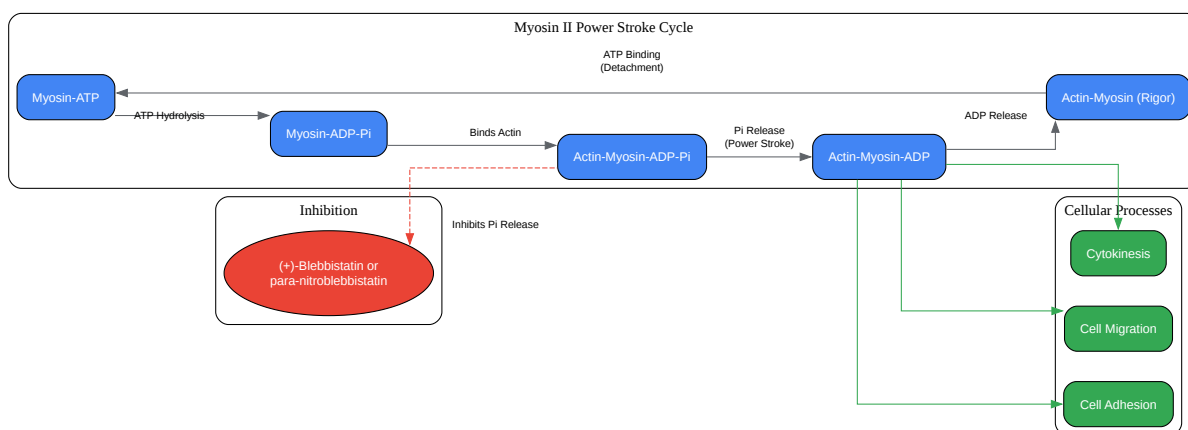 Myosin II Power Stroke Cycle
ATP Binding
(Detachment)
Myosin-ATP
Actin-Myosin (Rigor)
ATP Hydrolysis
ADP Release
Myosin-ADP-Pi
Binds Actin
Pi Release
(Power Stroke)
Actin-Myosin-ADP-Pi
Actin-Myosin-ADP
Inhibition
Inhibits Pi Release
(+)-Blebbistatin or
para-nitroblebbistatin
Cellular Processes
Cytokinesis
Cell Migration
Cell Adhesion